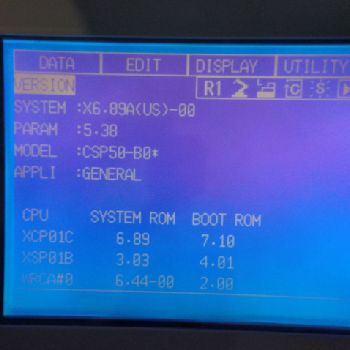 DATA EDIT DISPLAY UTILITY
VERSION R1 C S
SYSTEM :X6.89A(US)-00
PARAM :5.38
MODEL :CSP50-B0*
APPLI :GENERAL
CPU SYSTEM ROM BOOT ROM
XCP01C 6.89 7.10
XSP01B 3.03 4.01
WRCA#0 6.44-00 2.00